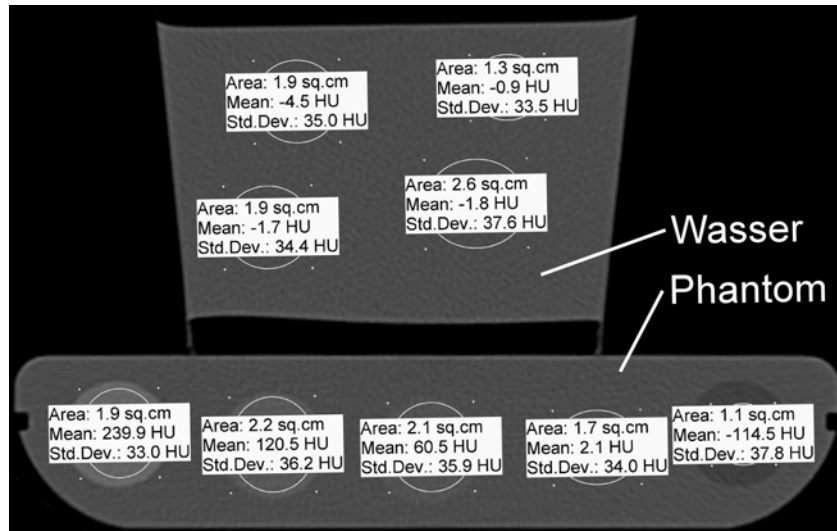 Area: 1.9 sq.cm
Mean: -4.5 HU
Std.Dev.: 35.0 HU
Area: 1.3 sq.cm
Mean: -0.9 HU
Std.Dev.: 33.5 HU
Area: 1.9 sq.cm
Mean: -1.7 HU
Std.Dev.: 34.4 HU
Area: 2.6 sq.cm
Mean: -1.8 HU
Std.Dev.: 37.6 HU
Wasser
Phantom
Area: 1.9 sq.cm
Mean: 239.9 HU
Std.Dev.: 33.0 HU
Area: 2.2 sq.cm
Mean: 120.5 HU
Std.Dev.: 36.2 HU
Area: 2.1 sq.cm
Mean: 60.5 HU
Std.Dev.: 35.9 HU
Area: 1.7 sq.cm
Mean: 2.1 HU
Std.Dev.: 34.0 HU
Area: 1.1 sq.cm
Mean: -114.5 HU
Std.Dev.: 37.8 HU